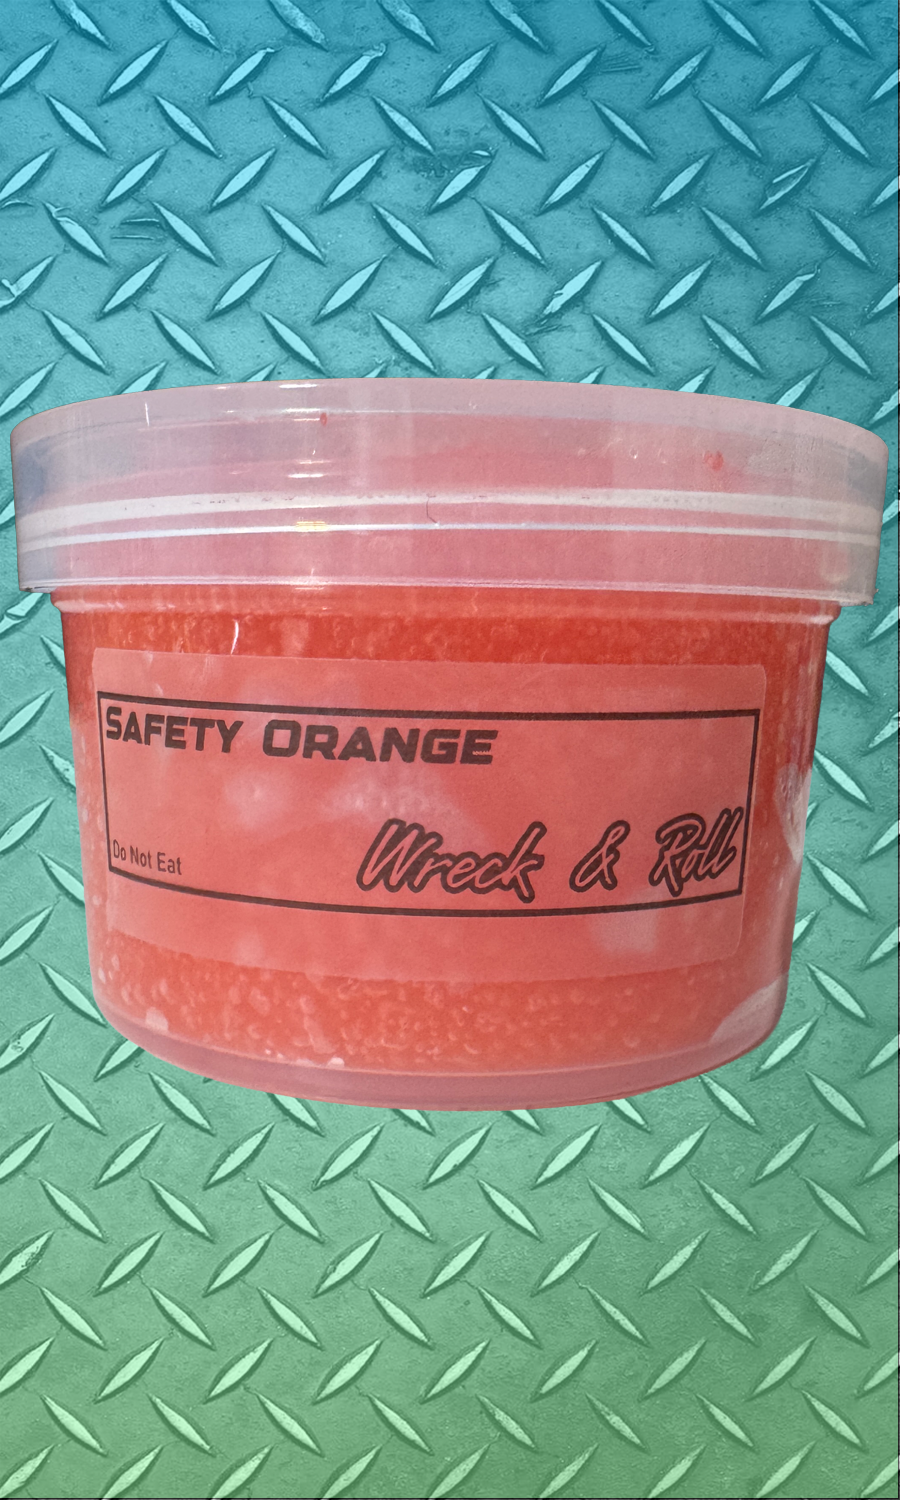 Safety Orange
Do Not Eat
Wreck & Roll